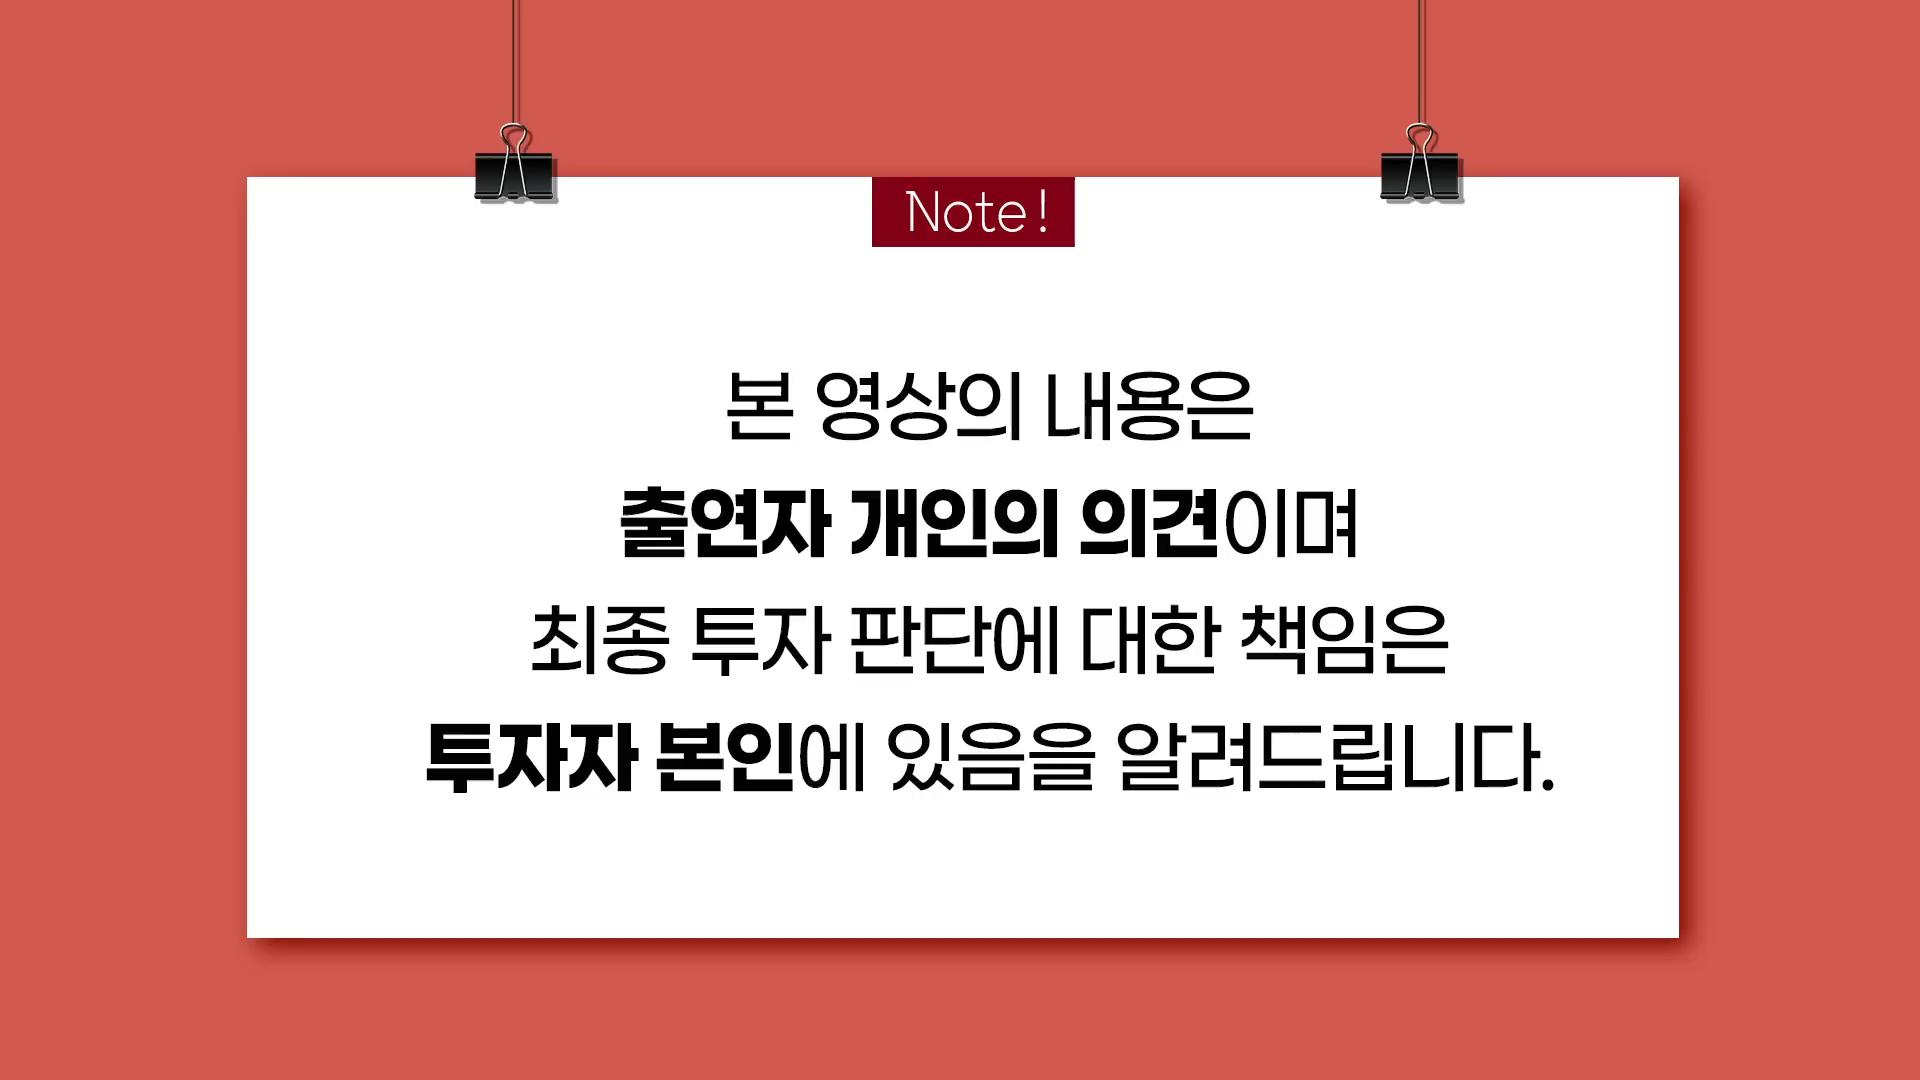 Note!
본 영상의 내용은
출연자 개인의 의견이며
최종 투자 판단에 대한 책임은
투자자 본인에 있음을 알려드립니다.